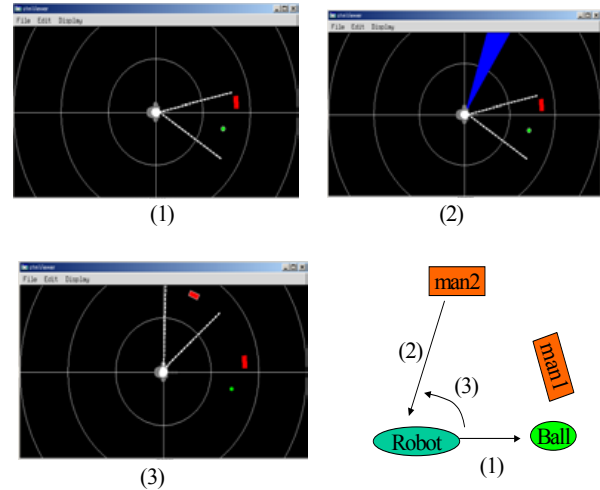 File Edit Display
(1)
File Edit Display
(2)
File Edit Display
(3)
man2
(2)
man1
(3)
Robot
Ball
(1)